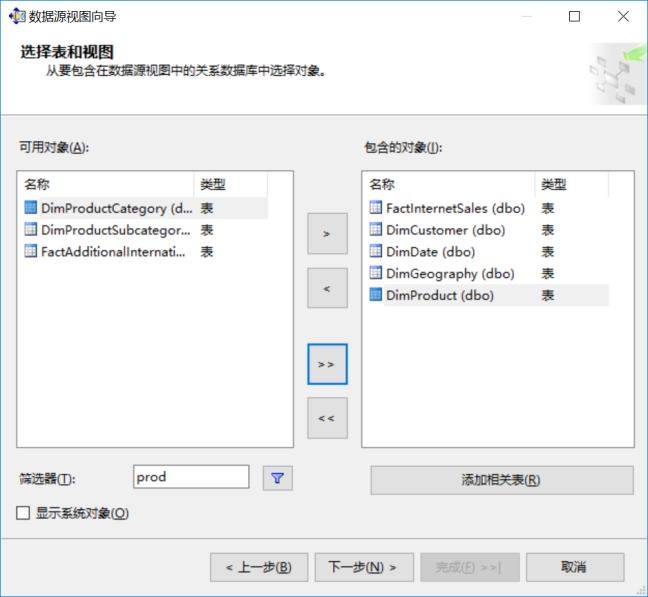 数据源视图向导
选择表和视图
从要包含在数据源视图中的关系数据库中选择对象。
可用对象(A):
名称 类型
DimProductCategory (d... 表
DimProductSubcategor... 表
FactAdditionalInternati... 表
>
<
>>
<<
包含的对象(I):
名称 类型
FactInternetSales (dbo) 表
DimCustomer (dbo) 表
DimDate (dbo) 表
DimGeography (dbo) 表
DimProduct (dbo) 表
筛选器(T): prod
添加相关表(R)
显示系统对象(O)
< 上一步(B) 下一步(N) > 完成(F) >>| 取消